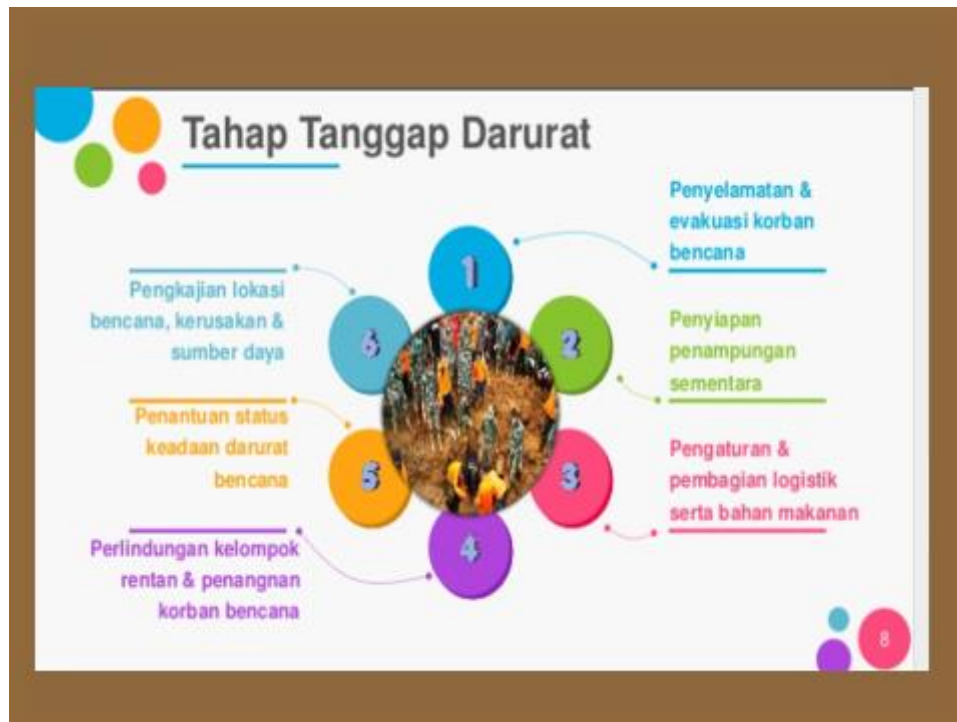 Tahap Tanggap Darurat
1
Penyelamatan &
evakuasi korban
bencana
2
Penyiapan
penampungan
sementara
3
Pengaturan &
pembagian logistik
serta bahan makanan
4
Perlindungan kelompok
rentan & penangnan
korban bencana
5
Penantuan status
keadaan darurat
bencana
6
Pengkajian lokasi
bencana, kerusakan &
sumber daya
8